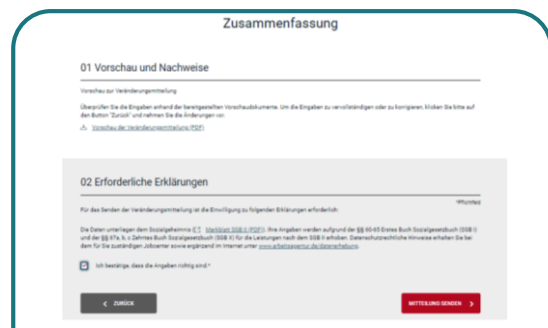 Zusammenfassung
01 Vorschau und Nachweise
Vorschau zur Veränderungsmitteilung
Überprüfen Sie die Eingaben anhand der bereitgestellten Vorschaudokumente. Um die Eingaben zu vervollständigen oder zu korrigieren, klicken Sie bitte auf
den Button "Zurück" und nehmen Sie die Änderungen vor.
Vorschau der Veränderungsmitteilung (PDF)
02 Erforderliche Erklärungen
*Pflichtfeld
Für das Senden der Veränderungsmitteilung ist die Einwilligung zu folgenden Erklärungen erforderlich:
Die Daten unterliegen dem Sozialgeheimnis ( Merkblatt SGB II (PDF)). Ihre Angaben werden aufgrund der §§ 60-65 Erstes Buch Sozialgesetzbuch (SGB I)
und der §§ 67a, b, c Zehntes Buch Sozialgesetzbuch (SGB X) für die Leistungen nach dem SGB II erhoben. Datenschutzrechtliche Hinweise erhalten Sie bei
dem für Sie zuständigen Jobcenter sowie ergänzend im Internet unter www.arbeitsagentur.de/datenerhebung.
Ich bestätige, dass die Angaben richtig sind.*
ZURÜCK
MITTEILUNG SENDEN